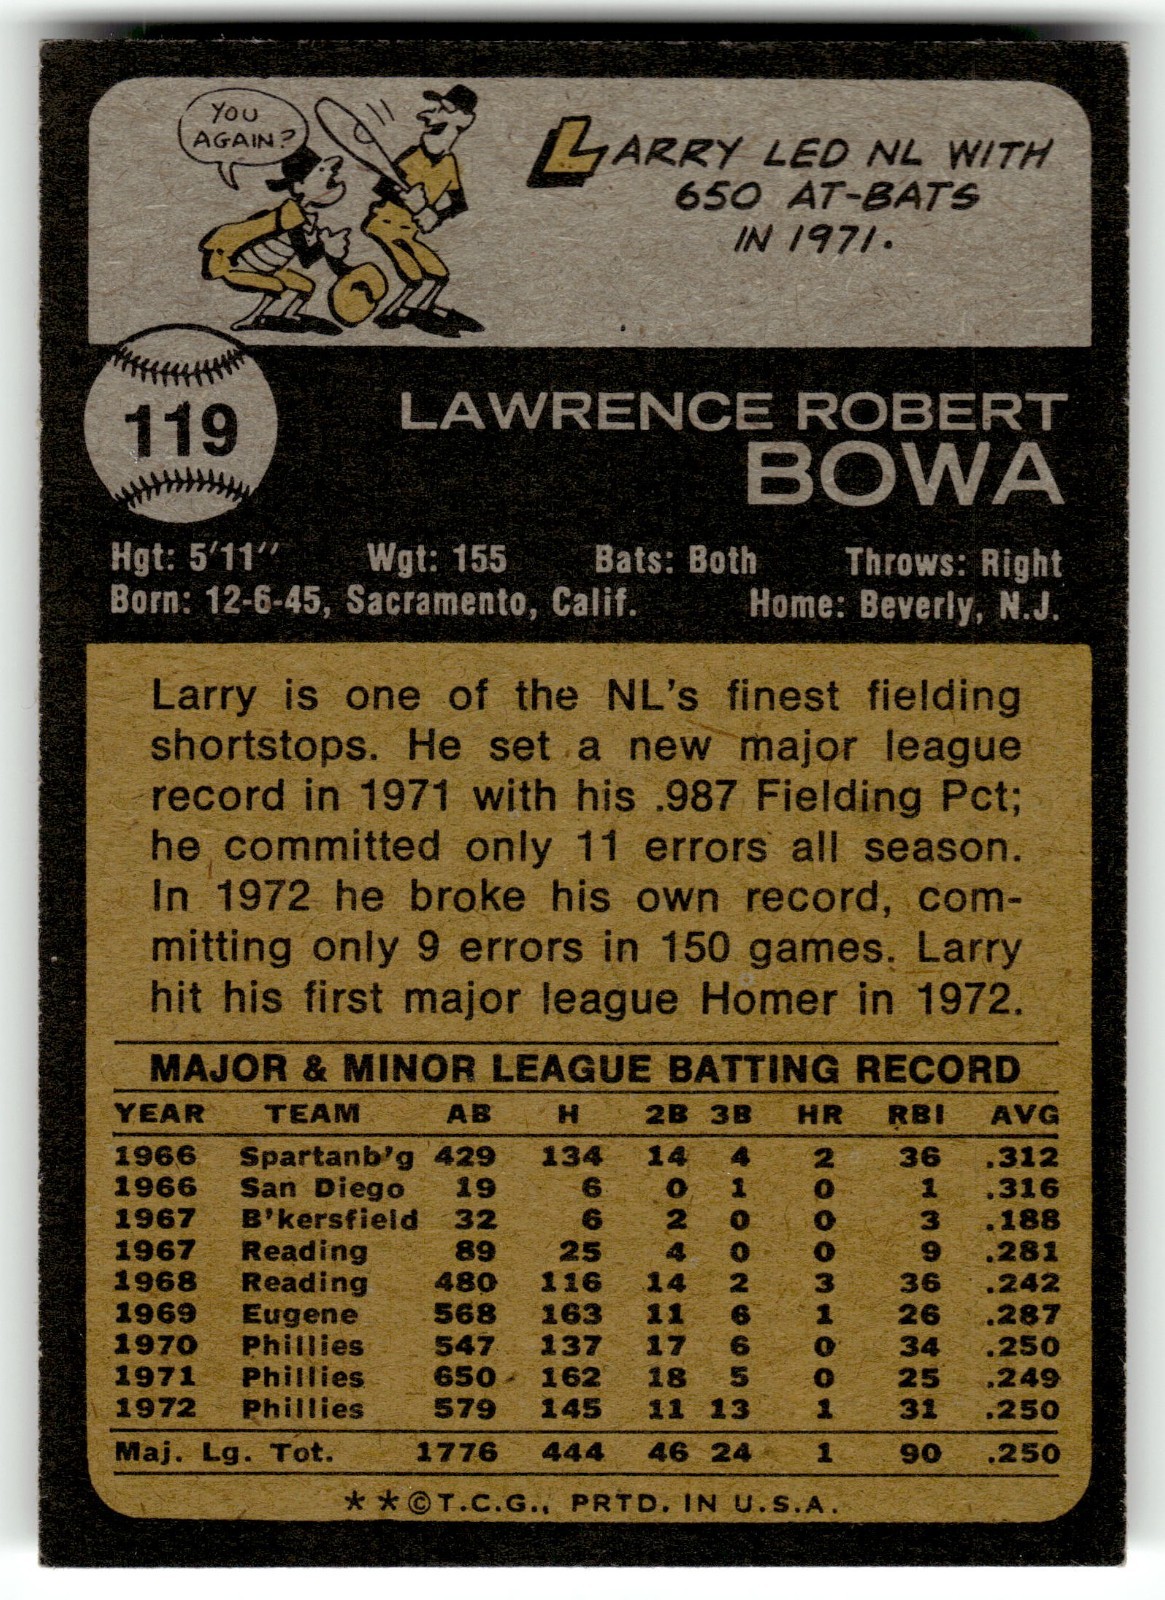 YOU
AGAIN?
LARRY LED NL WITH
650 AT-BATS
IN 1971.
119
LAWRENCE ROBERT
BOWA
Hgt: 5'11" Wgt: 155 Bats: Both Throws: Right
Born: 12-6-45, Sacramento, Calif. Home: Beverly, N.J.
Larry is one of the NL's finest fielding
shortstops. He set a new major league
record in 1971 with his .987 Fielding Pct;
he committed only 11 errors all season.
In 1972 he broke his own record, com-
mitting only 9 errors in 150 games. Larry
hit his first major league Homer in 1972.
MAJOR & MINOR LEAGUE BATTING RECORD
YEAR TEAM AB H 2B 3B HR RBI AVG
1966 Spartanb'g 429 134 14 4 2 36 .312
1966 San Diego 19 6 0 1 0 1 .316
1967 B'kersfield 32 6 2 0 0 3 .188
1967 Reading 89 25 4 0 0 9 .281
1968 Reading 480 116 14 2 3 36 .242
1969 Eugene 568 163 11 6 1 26 .287
1970 Phillies 547 137 17 6 0 34 .250
1971 Phillies 650 162 18 5 0 25 .249
1972 Phillies 579 145 11 13 1 31 .250
Maj. Lg. Tot. 1776 444 46 24 1 90 .250
* * © T.C.G., PRTD. IN U.S.A.